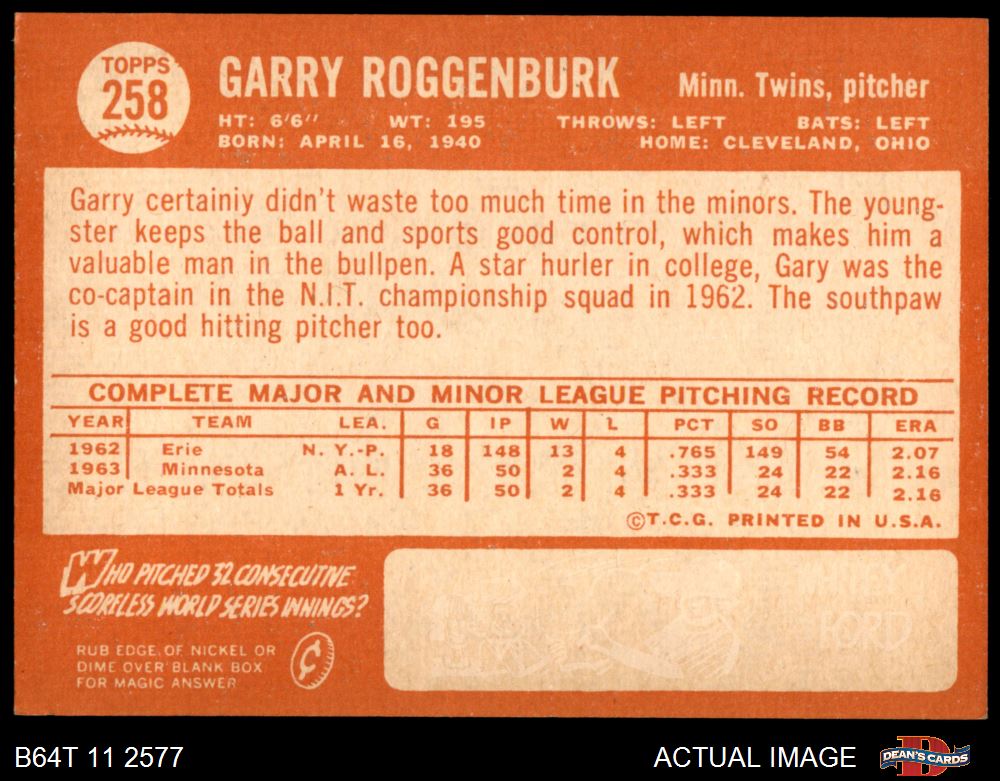 TOPPS
258
GARRY ROGGENBURK
Minn. Twins, pitcher
HT: 6'6" WT: 195 THROWS: LEFT BATS: LEFT
BORN: APRIL 16, 1940 HOME: CLEVELAND, OHIO
Garry certainiy didn't waste too much time in the minors. The young-
ster keeps the ball and sports good control, which makes him a
valuable man in the bullpen. A star hurler in college, Gary was the
co-captain in the N.I.T. championship squad in 1962. The southpaw
is a good hitting pitcher too.
COMPLETE MAJOR AND MINOR LEAGUE PITCHING RECORD
YEAR TEAM LEA. G IP W L PCT SO BB ERA
1962 Erie N. Y.-P. 18 148 13 4 .765 149 54 2.07
1963 Minnesota A. L. 36 50 2 4 .333 24 22 2.16
Major League Totals 1 Yr. 36 50 2 4 .333 24 22 2.16
©T.C.G. PRINTED IN U.S.A.
WHO PITCHED 32 CONSECUTIVE
SCORELESS WORLD SERIES INNINGS?
RUB EDGE OF NICKEL OR
DIME OVER BLANK BOX
FOR MAGIC ANSWER
¢
WHITEY
FORD
B64T 11 2577
ACTUAL IMAGE
DEAN'S CARDS